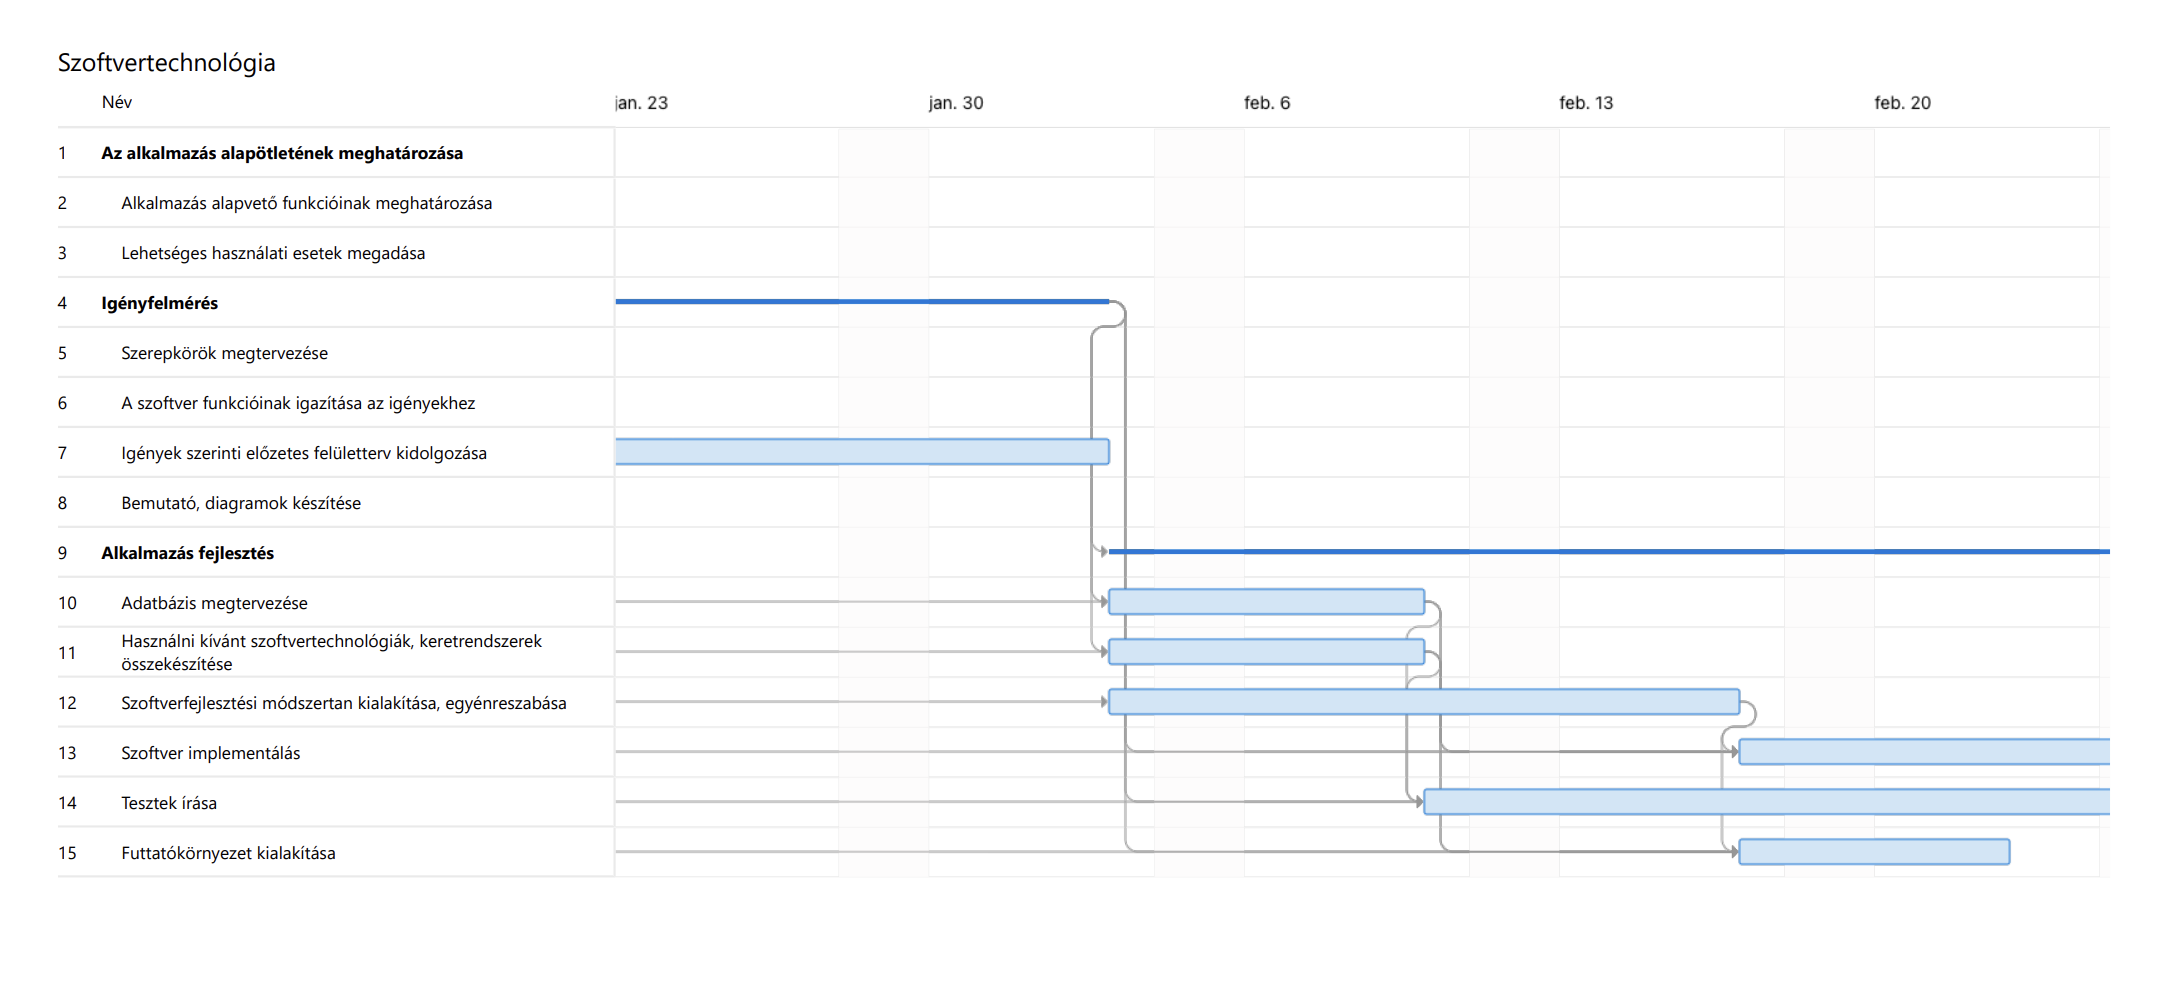 Szoftvertechnológia
Név
jan. 23
jan. 30
feb. 6
feb. 13
feb. 20
1 Az alkalmazás alapötletének meghatározása
2 Alkalmazás alapvető funkcióinak meghatározása
3 Lehetséges használati esetek megadása
4 Igényfelmérés
5 Szerepkörök megtervezése
6 A szoftver funkcióinak igazítása az igényekhez
7 Igények szerinti előzetes felületterv kidolgozása
8 Bemutató, diagramok készítése
9 Alkalmazás fejlesztés
10 Adatbázis megtervezése
11 Használni kívánt szoftvertechnológiák, keretrendszerek
összekészítése
12 Szoftverfejlesztési módszertan kialakítása, egyénreszabása
13 Szoftver implementálás
14 Tesztek írása
15 Futtatókörnyezet kialakítása